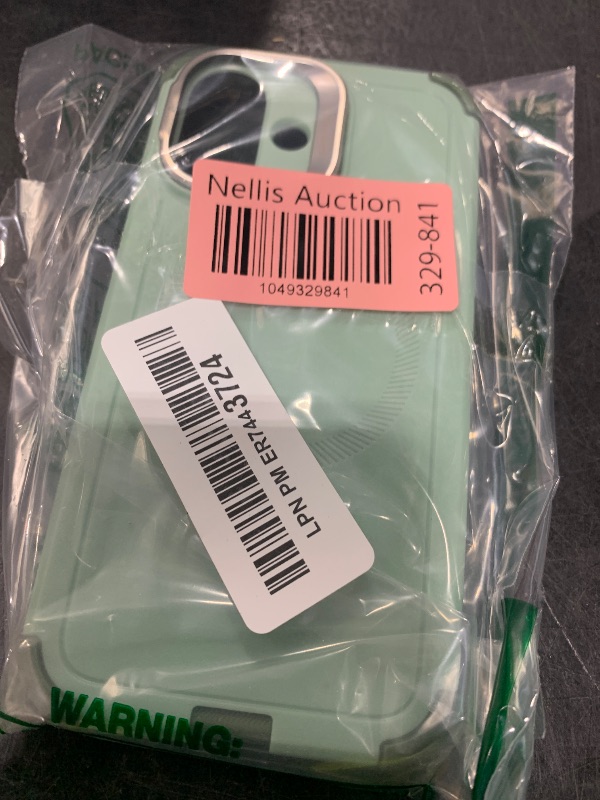 Nellis Auction
1049329841
329-841
LPN PM ER7443724
WARNING: